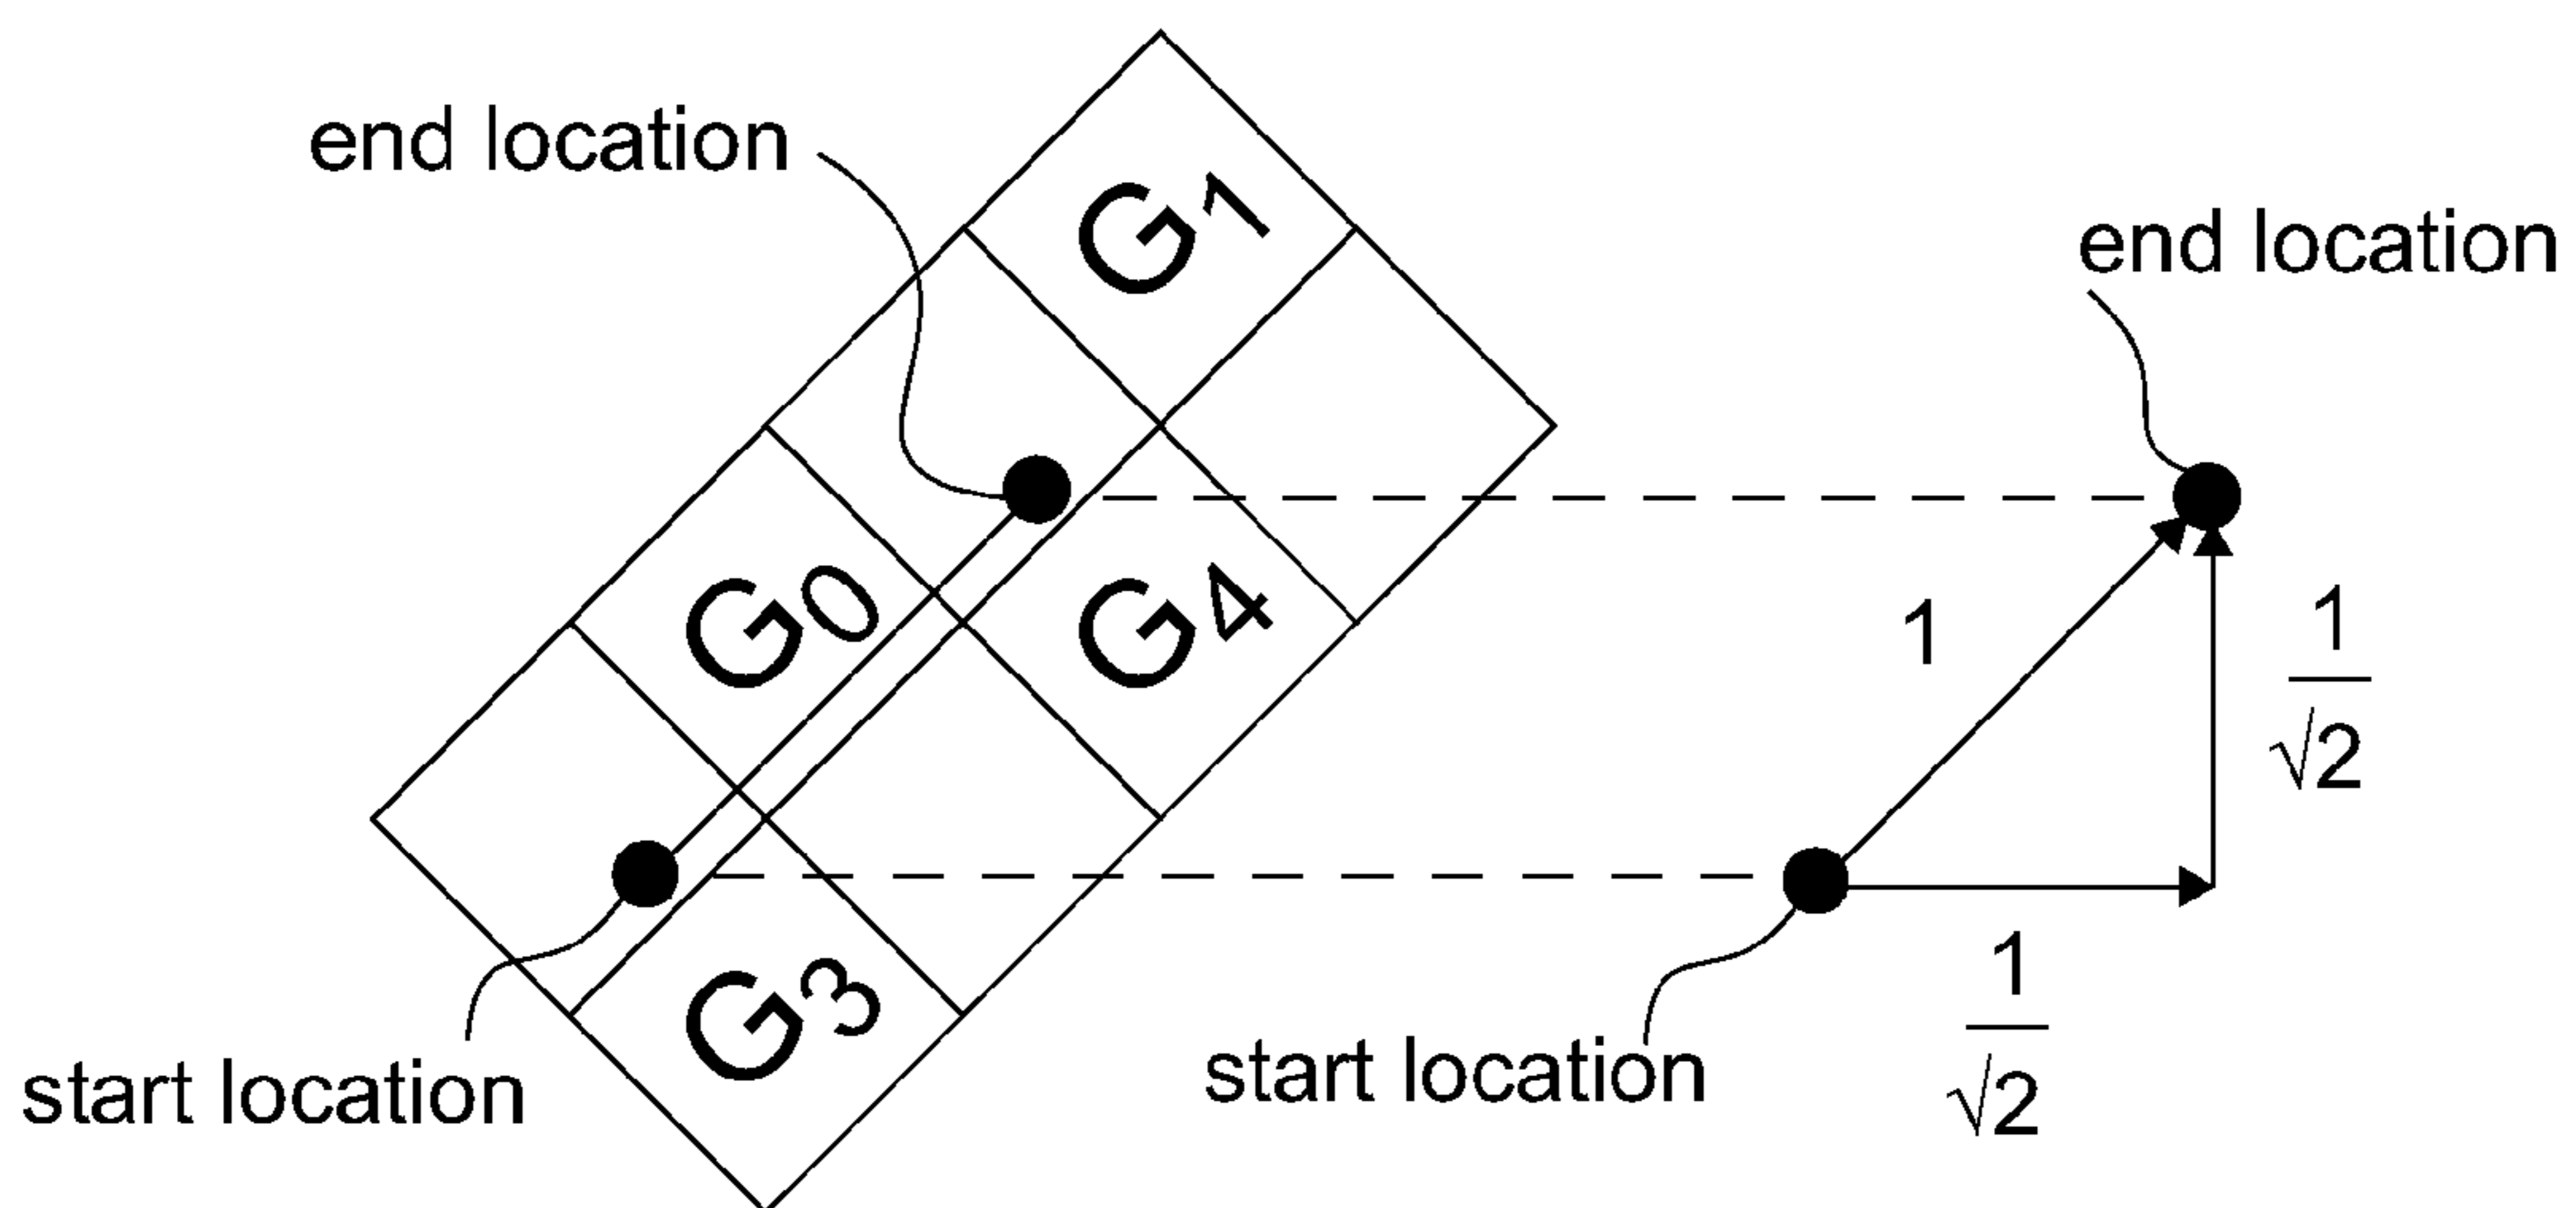 end location
G1
end location
G0
G4
1
1
√2
G3
start location
start location
1
√2